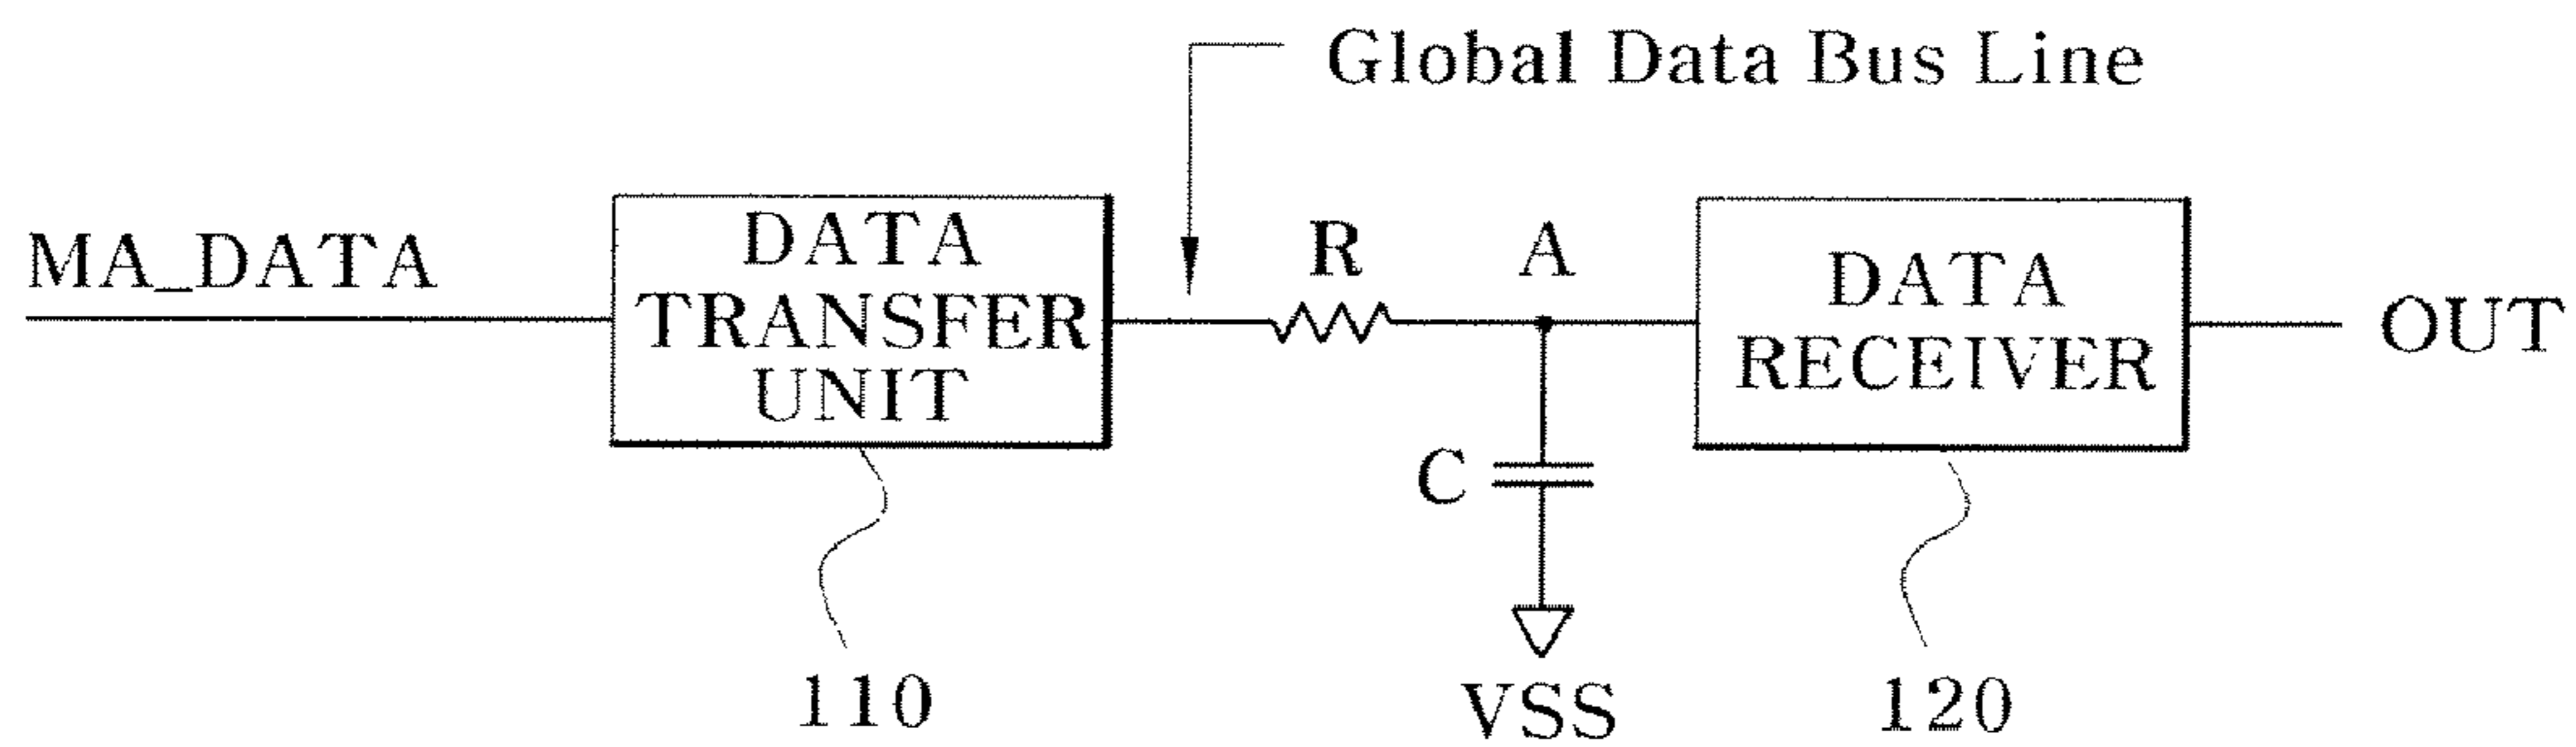 Global Data Bus Line
MA_DATA
DATA
TRANSFER
UNIT
R
A
DATA
RECEIVER
OUT
C
VSS
110
120